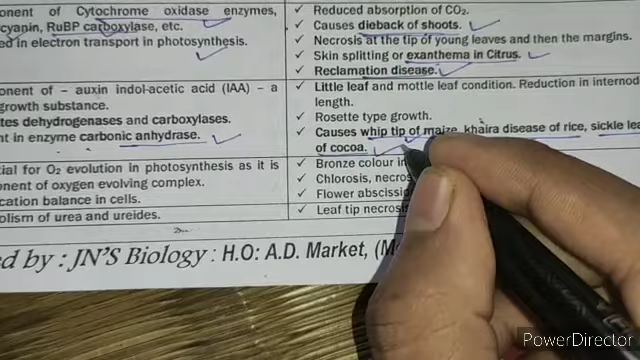 onent of Cytochrome oxidase enzymes,
cyanin, RuBP carboxylase, etc.
ed in electron transport in photosynthesis.
Reduced absorption of CO₂.
Causes dieback of shoots.
Necrosis at the tip of young leaves and then the margins.
Skin splitting or exanthema in Citrus.
Reclamation disease.
onent of – auxin indol-acetic acid (IAA) – a
growth substance.
tes dehydrogenases and carboxylases.
nt in enzyme carbonic anhydrase.
Little leaf and mottle leaf condition. Reduction in internod
length.
Rosette type growth.
Causes whip tip of maize, khaira disease of rice, sickle lea
of cocoa.
tial for O₂ evolution in photosynthesis as it is
onent of oxygen evolving complex.
cation balance in cells.
Bronze colour in
Chlorosis, necros
Flower abscissi
olism of urea and ureides.
Leaf tip necrosi
ed by : JN'S Biology : H.O: A.D. Market, (M
PowerDirector